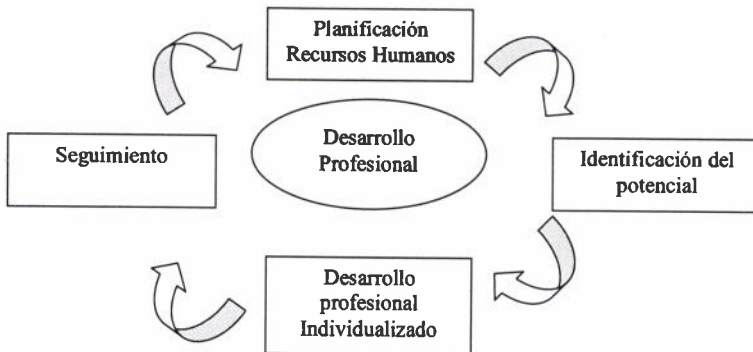 Planificación
Recursos Humanos
Seguimiento
Desarrollo
Profesional
Identificación del
potencial
Desarrollo
profesional
Individualizado